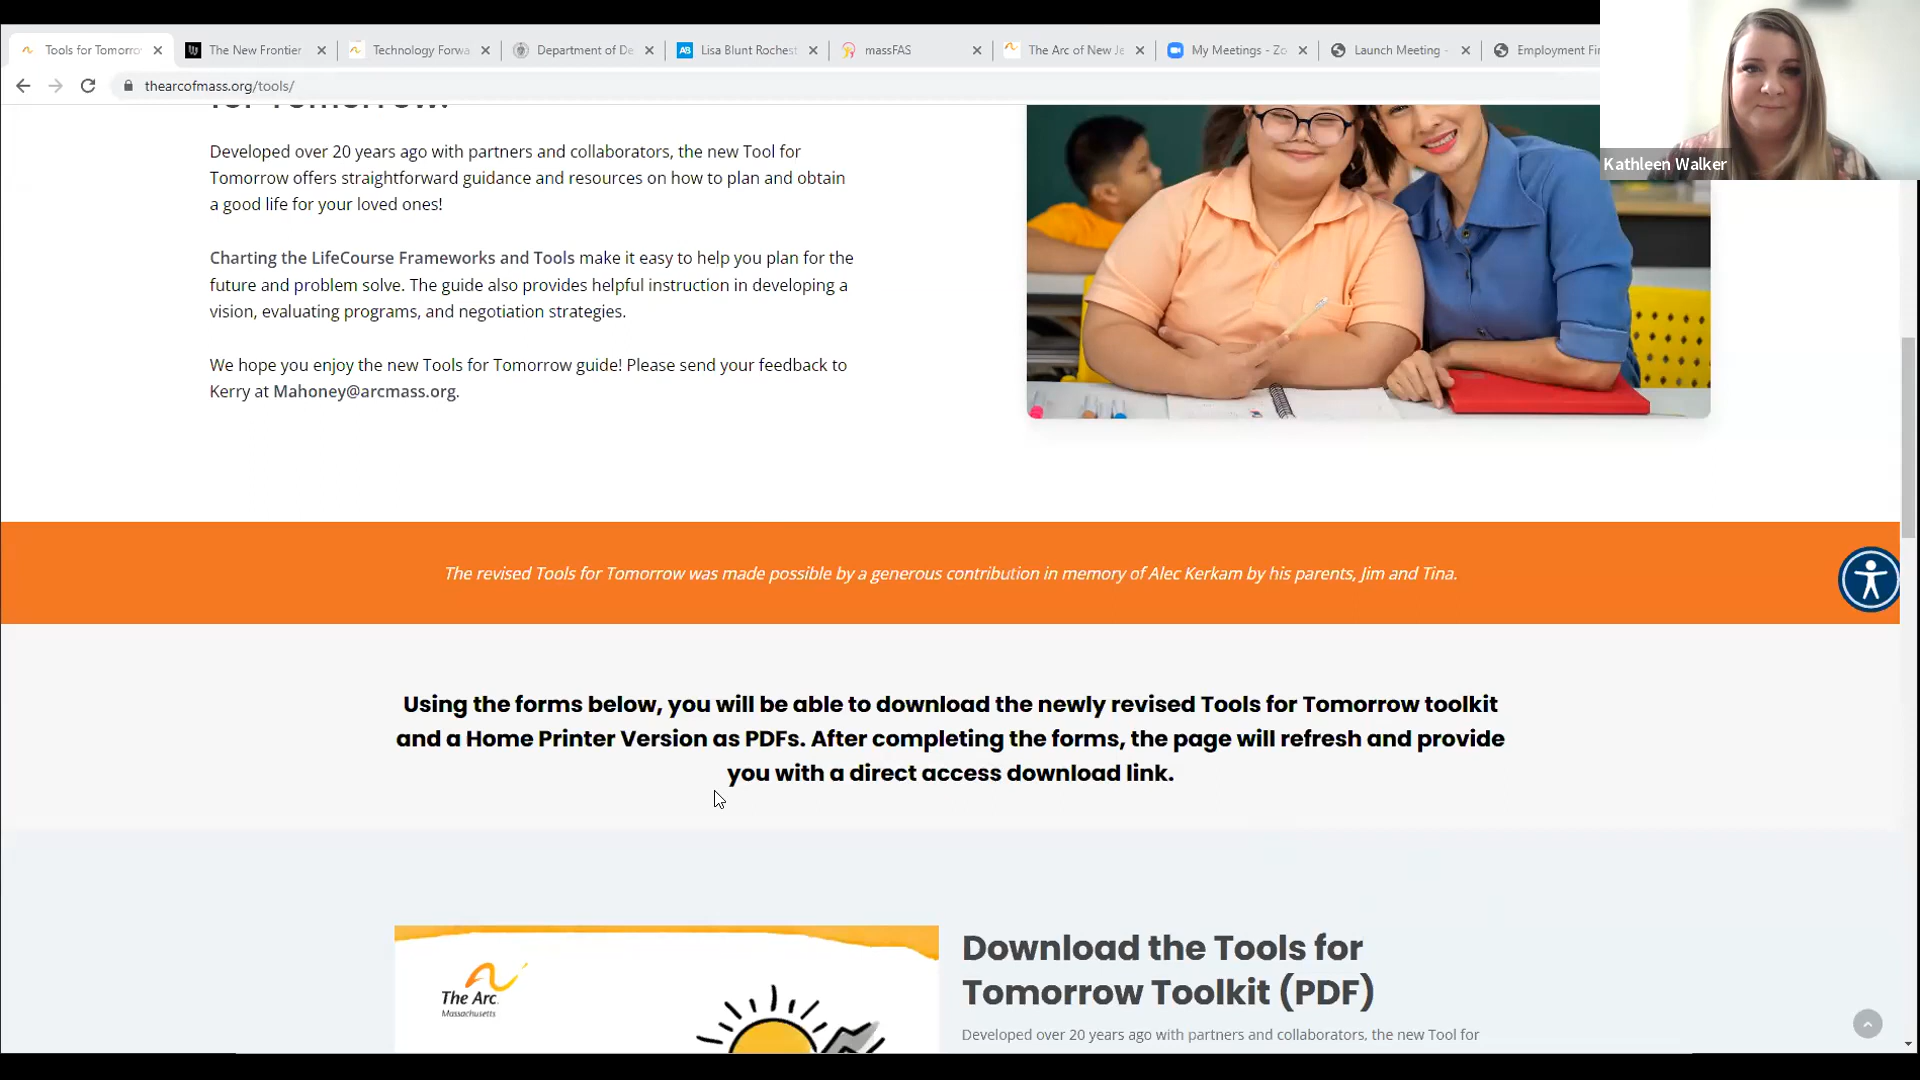 Tools for Tomorro
The New Frontier
Technology Forwa
Department of De
Lisa Blunt Rochest
massFAS
The Arc of New Je
My Meetings - Zo
Launch Meeting -
Employment Fi
thearcofmass.org/tools/
Kathleen Walker
for Tomorrow.
Developed over 20 years ago with partners and collaborators, the new Tool for
Tomorrow offers straightforward guidance and resources on how to plan and obtain
a good life for your loved ones!
Charting the LifeCourse Frameworks and Tools make it easy to help you plan for the
future and problem solve. The guide also provides helpful instruction in developing a
vision, evaluating programs, and negotiation strategies.
We hope you enjoy the new Tools for Tomorrow guide! Please send your feedback to
Kerry at Mahoney@arcmass.org.
The revised Tools for Tomorrow was made possible by a generous contribution in memory of Alec Kerkam by his parents, Jim and Tina.
Using the forms below, you will be able to download the newly revised Tools for Tomorrow toolkit
and a Home Printer Version as PDFs. After completing the forms, the page will refresh and provide
you with a direct access download link.
The Arc.
Massachusetts
Download the Tools for
Tomorrow Toolkit (PDF)
Developed over 20 years ago with partners and collaborators, the new Tool for